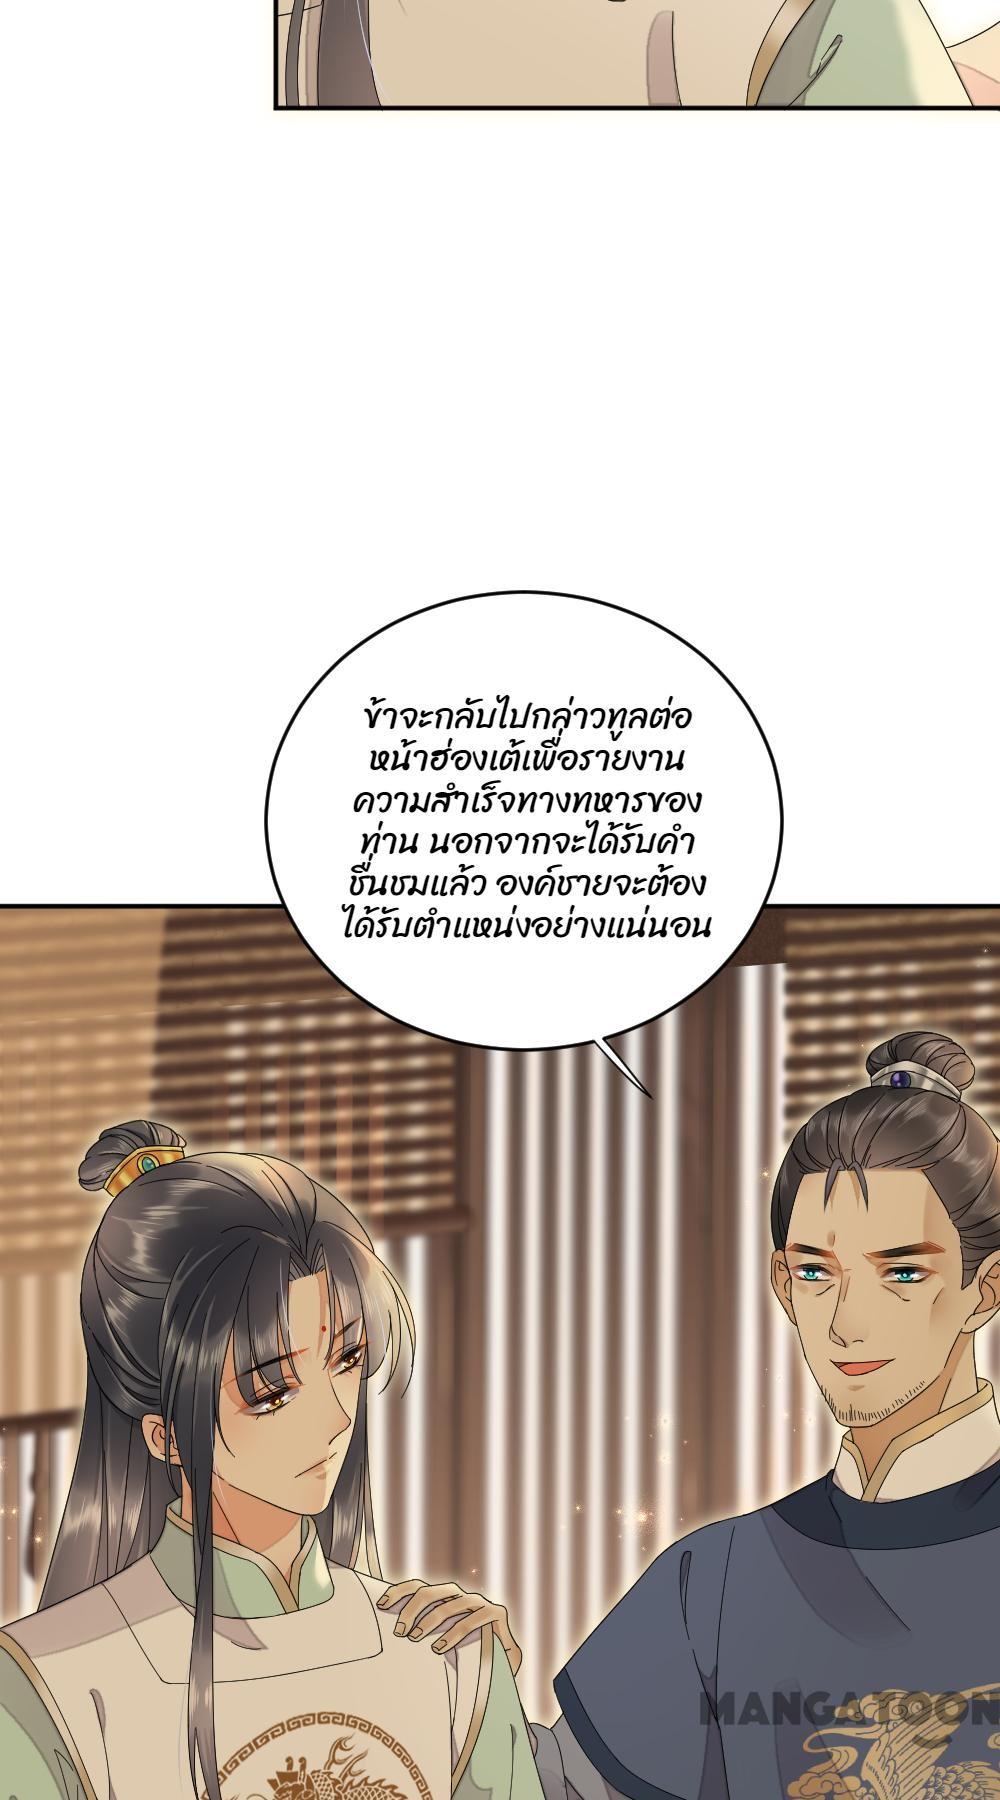 ข้าจะกลับไปกล่าวทูลต่อ
หน้าฮ่องเต้เพื่อรายงาน
ความสำเร็จทางทหารของ
ท่าน นอกจากจะได้รับคำ
ชื่นชมแล้ว องค์ชายจะต้อง
ได้รับตำแหน่งอย่างแน่นอน
MANGATOON